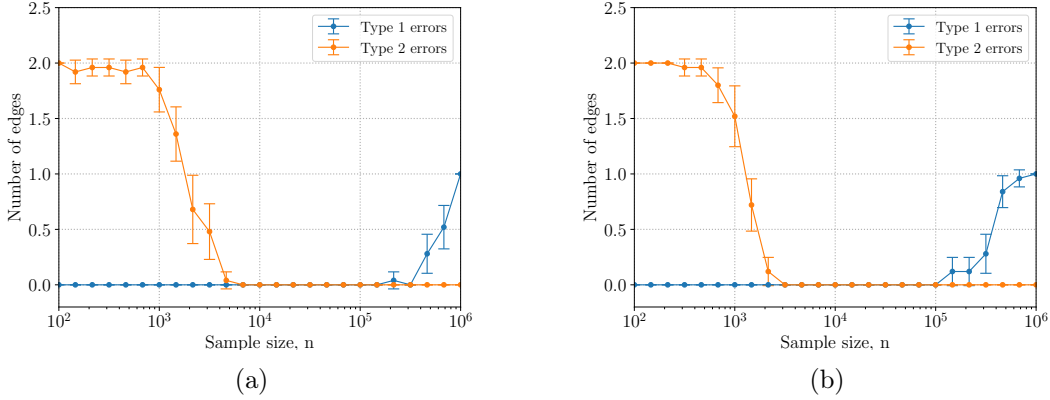 2.5
2.0
1.5
1.0
0.5
0.0
Number of edges
Type 1 errors
Type 2 errors
10^2
10^3
10^4
10^5
10^6
Sample size, n
(a)
2.5
2.0
1.5
1.0
0.5
0.0
Number of edges
Type 1 errors
Type 2 errors
10^2
10^3
10^4
10^5
10^6
Sample size, n
(b)